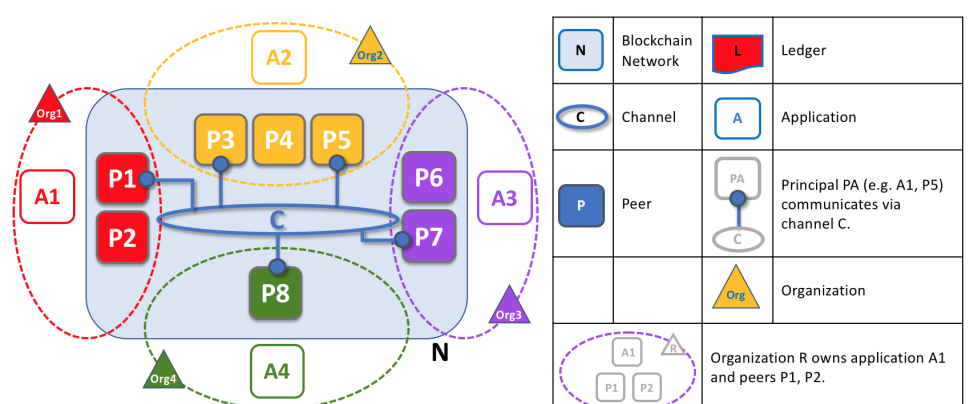 A2
Org2
Org1
P3 P4 P5
P1
P6
A1
A3
C
P2
P7
P8
Org3
N
Org4
A4
N
Blockchain
Network
L
Ledger
C
Channel
A
Application
P
Peer
PA
C
Principal PA (e.g. A1, P5)
communicates via
channel C.
Org
Organization
A1
R
P1
P2
Organization R owns application A1
and peers P1, P2.